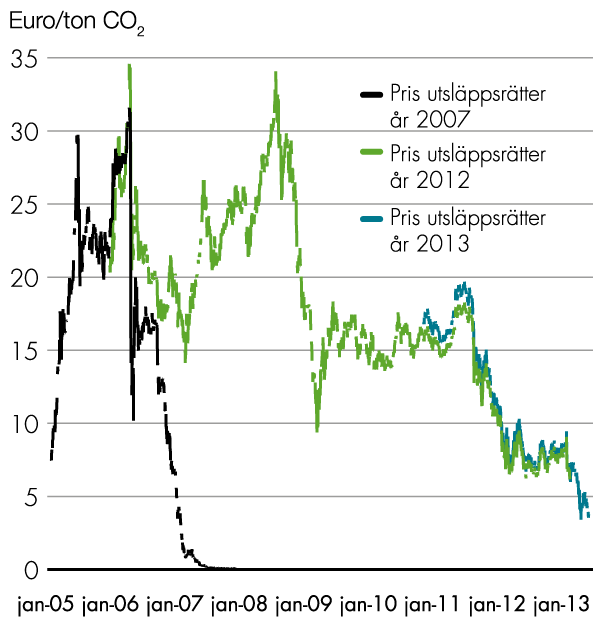 Euro/ton CO₂
35
30
25
20
15
10
5
0
Pris utsläppsrätter
år 2007
Pris utsläppsrätter
år 2012
Pris utsläppsrätter
år 2013
jan-05 jan-06 jan-07 jan-08 jan-09 jan-10 jan-11 jan-12 jan-13